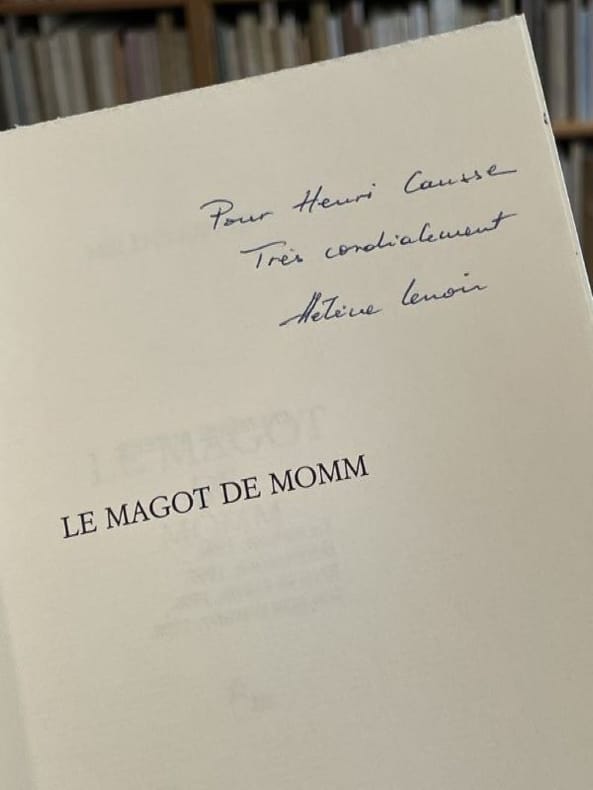 Pour Henri Causse
Très cordialement
Hélène Lenoir
LE MAGOT DE MOMM